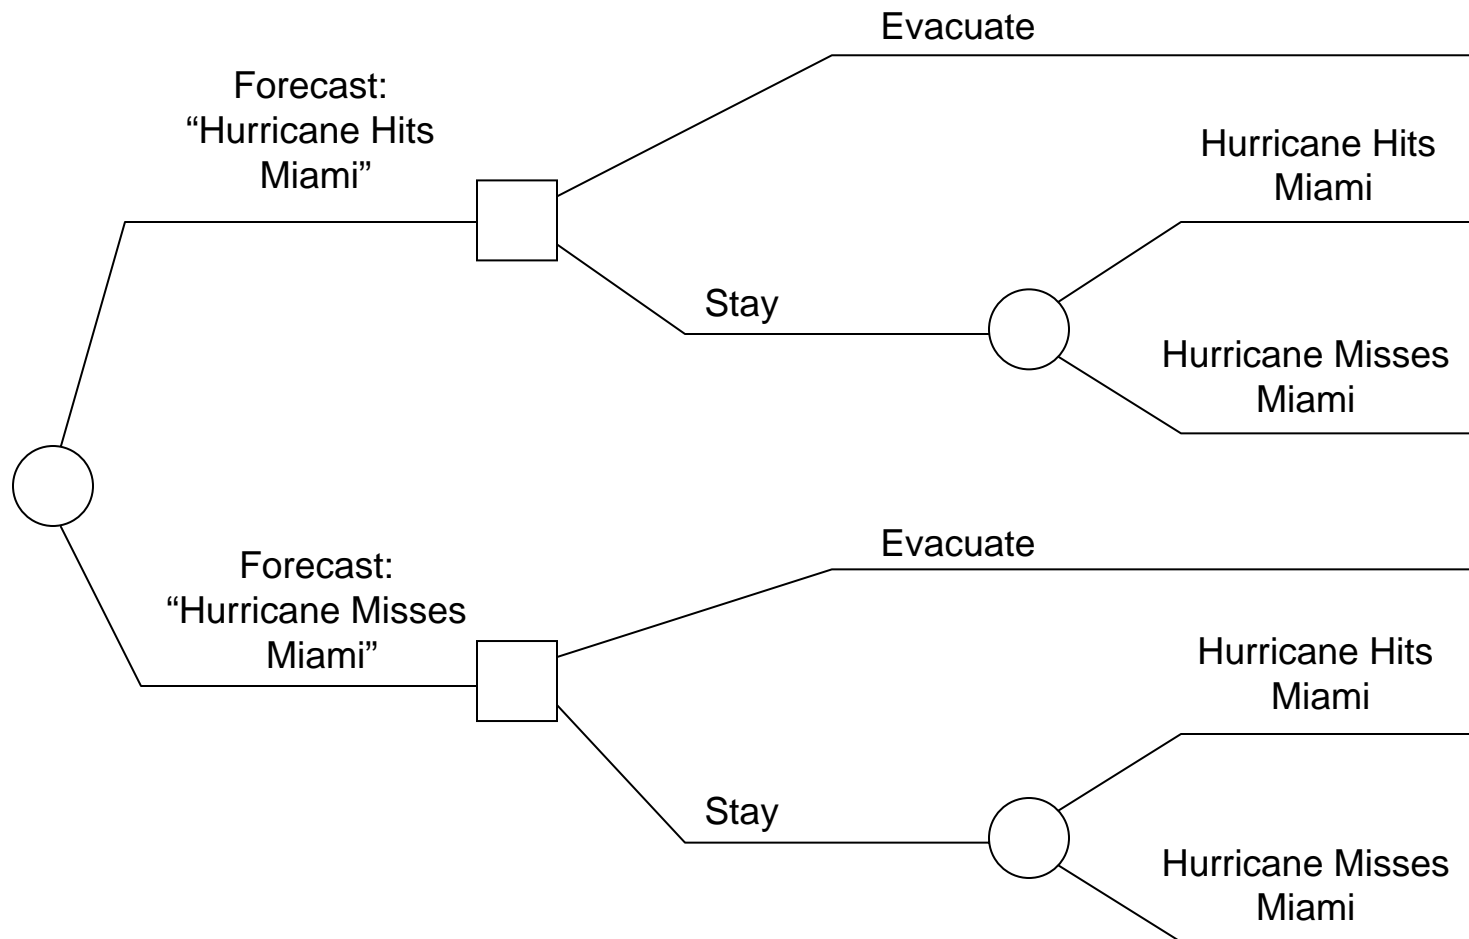 Evacuate
Forecast:
“Hurricane Hits
Miami”
Hurricane Hits
Miami
Stay
Hurricane Misses
Miami
Evacuate
Forecast:
“Hurricane Misses
Miami”
Hurricane Hits
Miami
Stay
Hurricane Misses
Miami